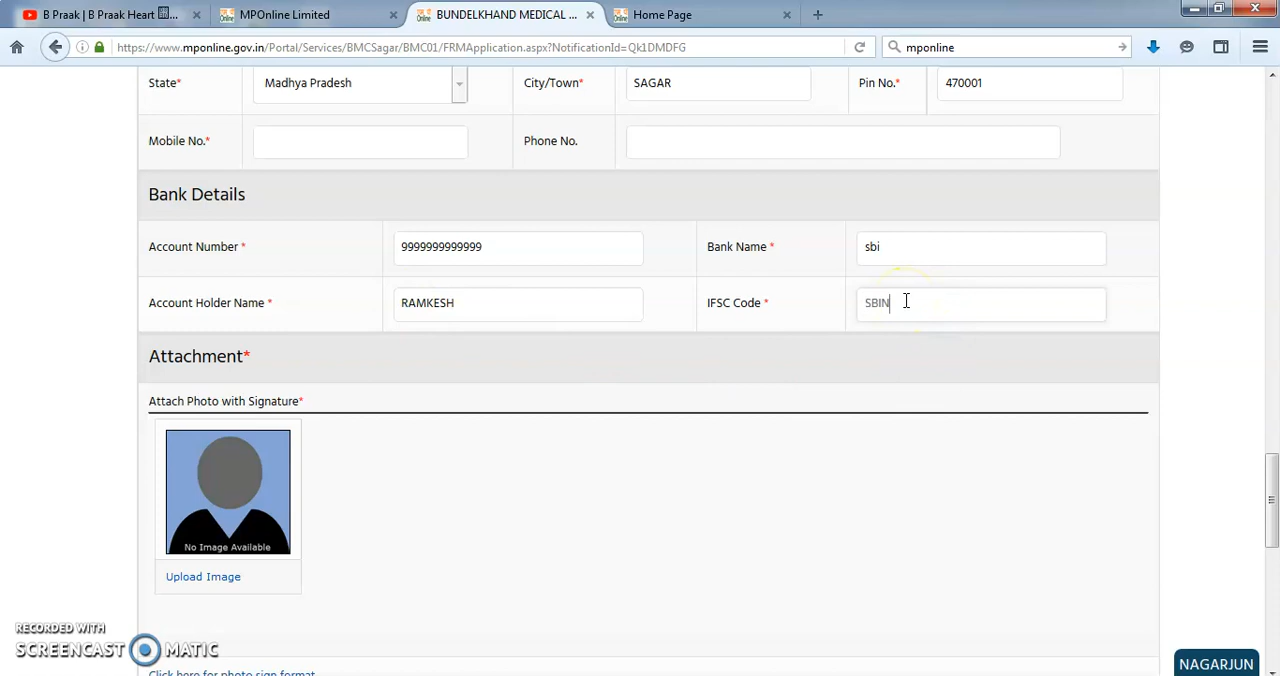 B Praak | B Praak Heart
MPOnline Limited
BUNDELKHAND MEDICAL ...
Home Page
https://www.mponline.gov.in/Portal/Services/BMCSagar/BMC01/FRMApplication.aspx?NotificationId=Qk1DMDFG
mponline
State*
Madhya Pradesh
City/Town*
SAGAR
Pin No.*
470001
Mobile No.*
Phone No.
Bank Details
Account Number *
9999999999999
Bank Name *
sbi
Account Holder Name *
RAMKESH
IFSC Code *
SBIN
Attachment*
Attach Photo with Signature*
No Image Available
Upload Image
Click here for photo sign format
RECORDED WITH
SCREENCAST MATIC
NAGARJUN